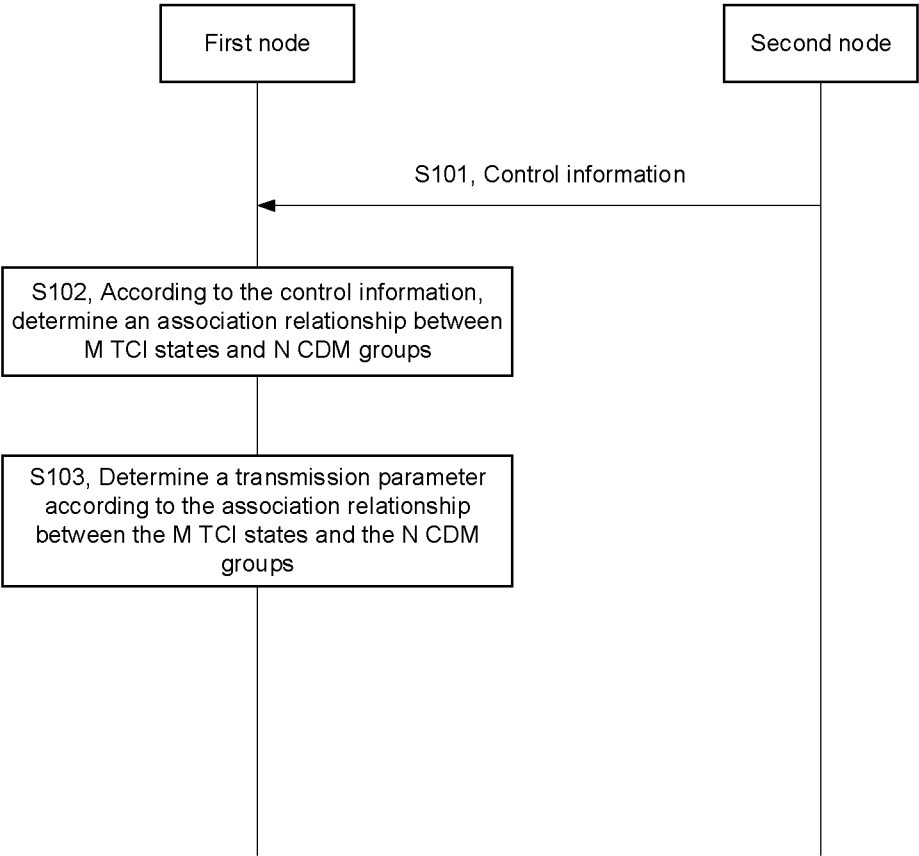 First node
Second node
S101, Control information
S102, According to the control information,
determine an association relationship between
M TCI states and N CDM groups
S103, Determine a transmission parameter
according to the association relationship
between the M TCI states and the N CDM
groups